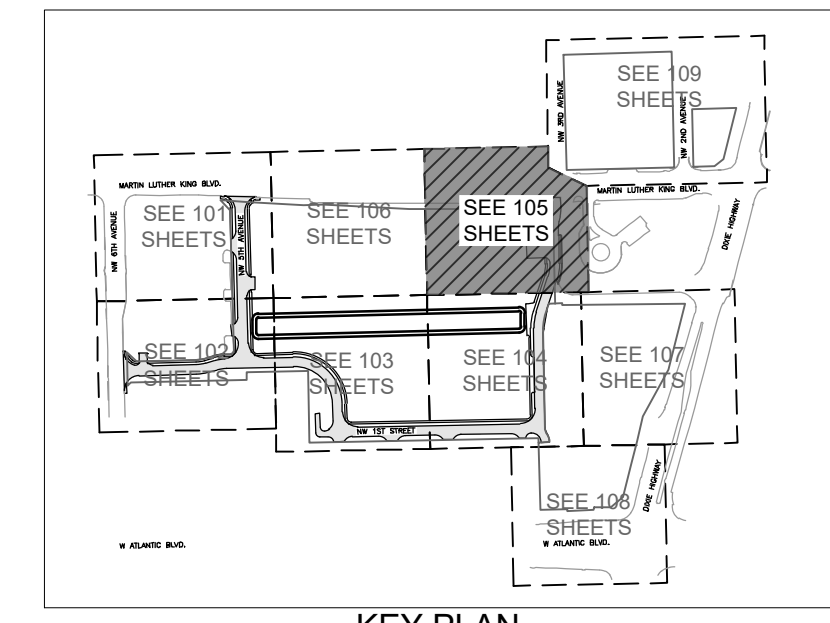 SEE 109
SHEETS
NW 3RD AVENUE
NW 2ND AVENUE
MARTIN LUTHER KING BLVD.
MARTIN LUTHER KING BLVD.
SEE 101
SHEETS
SEE 106
SHEETS
SEE 105
SHEETS
NW 6TH AVENUE
NW 5TH AVENUE
DIXIE HIGHWAY
SEE 102
SHEETS
SEE 103
SHEETS
SEE 104
SHEETS
SEE 107
SHEETS
NW 1ST STREET
SEE 108
SHEETS
DIXIE HIGHWAY
W ATLANTIC BLVD.
W ATLANTIC BLVD.
KEY PLAN